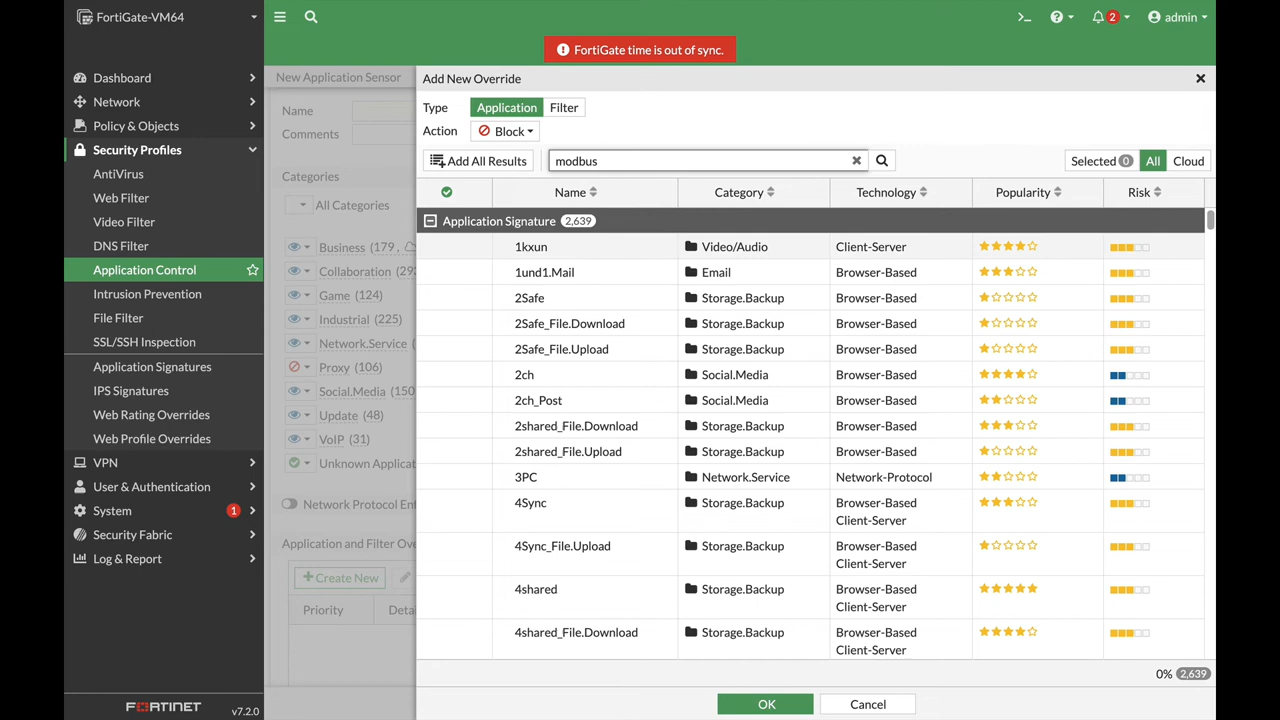 FortiGate-VM64
2
admin
FortiGate time is out of sync.
Dashboard
Network
Policy & Objects
Security Profiles
AntiVirus
Web Filter
Video Filter
DNS Filter
Application Control
Intrusion Prevention
File Filter
SSL/SSH Inspection
Application Signatures
IPS Signatures
Web Rating Overrides
Web Profile Overrides
VPN
User & Authentication
System 1
Security Fabric
Log & Report
FORTINET v7.2.0
New Application Sensor
Name
Comments
Categories
All Categories
Business (179,
Collaboration (293
Game (124)
Industrial (225)
Network.Service (
Proxy (106)
Social.Media (150
Update (48)
VoIP (31)
Unknown Applicat
Network Protocol En
Application and Filter Ove
Create New
Priority Detai
Add New Override
Type Application Filter
Action Block
Add All Results modbus Selected 0 All Cloud
Name Category Technology Popularity Risk
Application Signature 2,639
1kxun Video/Audio Client-Server
1und1.Mail Email Browser-Based
2Safe Storage.Backup Browser-Based
2Safe_File.Download Storage.Backup Browser-Based
2Safe_File.Upload Storage.Backup Browser-Based
2ch Social.Media Browser-Based
2ch_Post Social.Media Browser-Based
2shared_File.Download Storage.Backup Browser-Based
2shared_File.Upload Storage.Backup Browser-Based
3PC Network.Service Network-Protocol
4Sync Storage.Backup Browser-Based
Client-Server
4Sync_File.Upload Storage.Backup Browser-Based
Client-Server
4shared Storage.Backup Browser-Based
Client-Server
4shared_File.Download Storage.Backup Browser-Based
Client-Server
0% 2,639
OK Cancel